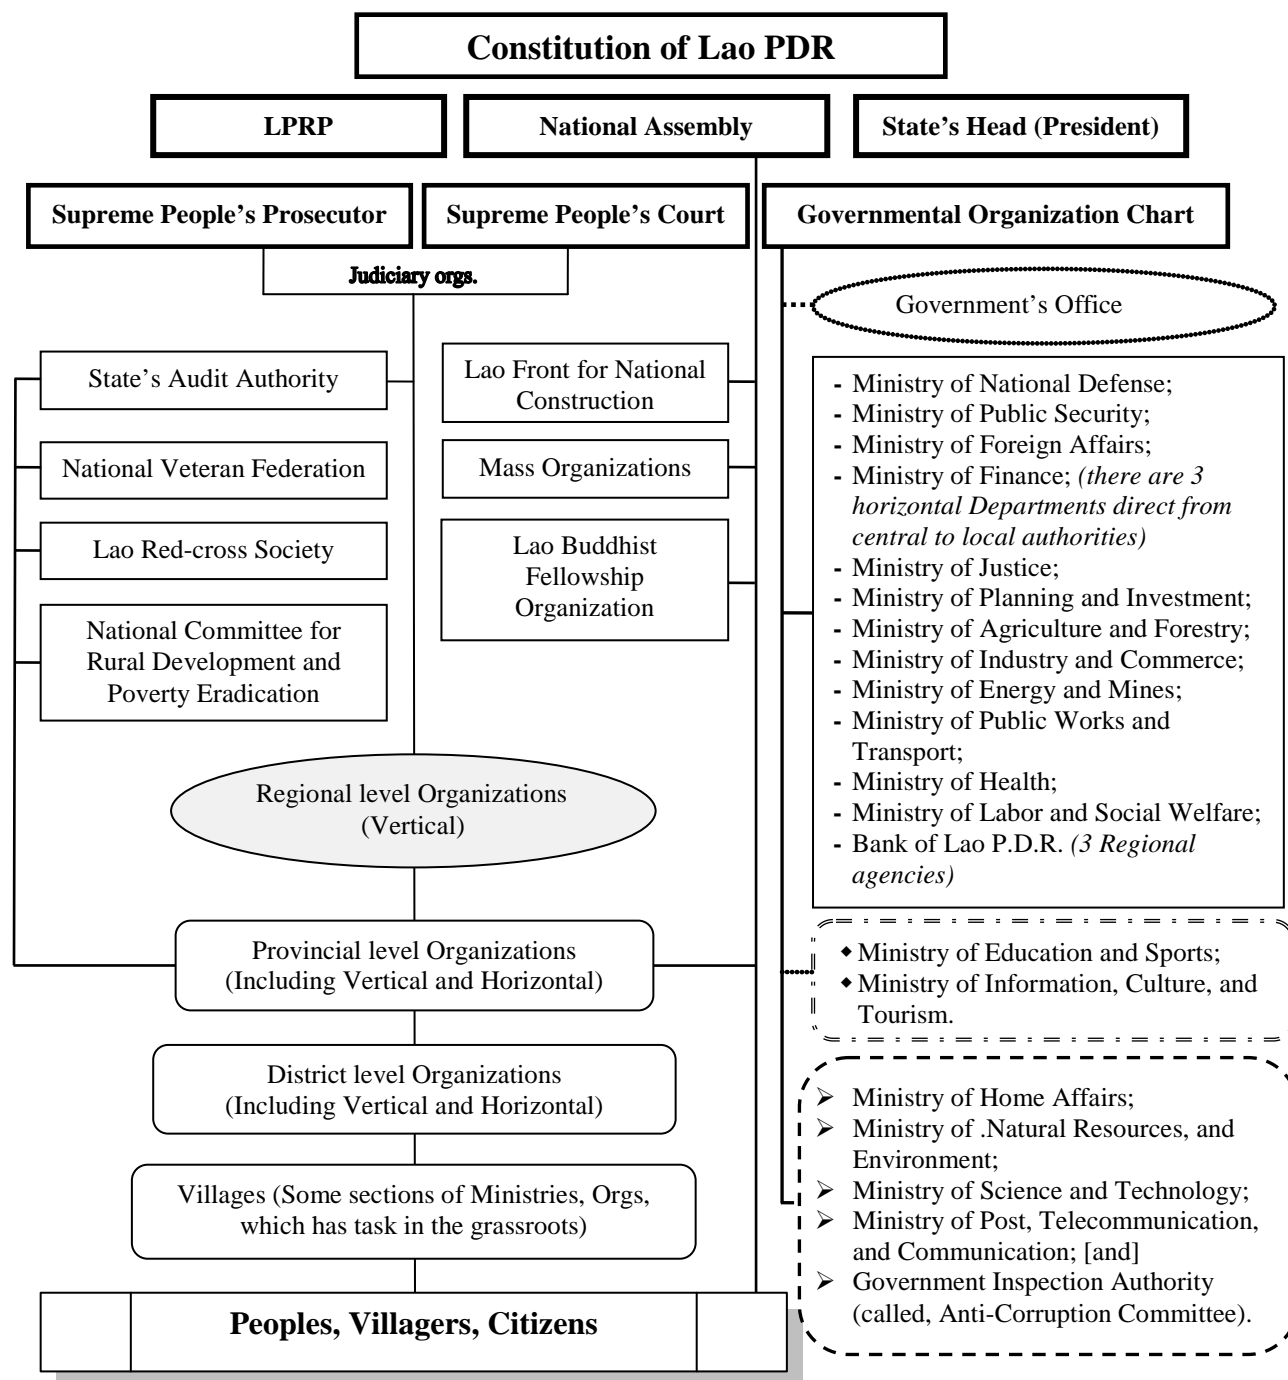 Constitution of Lao PDR
LPRP
National Assembly
State's Head (President)
Supreme People's Prosecutor
Supreme People's Court
Governmental Organization Chart
Judiciary orgs.
Government's Office
State's Audit Authority
National Veteran Federation
Lao Red-cross Society
National Committee for
Rural Development and
Poverty Eradication
Lao Front for National
Construction
Mass Organizations
Lao Buddhist
Fellowship
Organization
- Ministry of National Defense;
- Ministry of Public Security;
- Ministry of Foreign Affairs;
- Ministry of Finance; (there are 3
horizontal Departments direct from
central to local authorities)
- Ministry of Justice;
- Ministry of Planning and Investment;
- Ministry of Agriculture and Forestry;
- Ministry of Industry and Commerce;
- Ministry of Energy and Mines;
- Ministry of Public Works and
Transport;
- Ministry of Health;
- Ministry of Labor and Social Welfare;
- Bank of Lao P.D.R. (3 Regional
agencies)
Regional level Organizations
(Vertical)
Provincial level Organizations
(Including Vertical and Horizontal)
◆ Ministry of Education and Sports;
◆ Ministry of Information, Culture, and
Tourism.
District level Organizations
(Including Vertical and Horizontal)
Villages (Some sections of Ministries, Orgs,
which has task in the grassroots)
➢ Ministry of Home Affairs;
➢ Ministry of .Natural Resources, and
Environment;
➢ Ministry of Science and Technology;
➢ Ministry of Post, Telecommunication,
and Communication; [and]
➢ Government Inspection Authority
(called, Anti-Corruption Committee).
Peoples, Villagers, Citizens